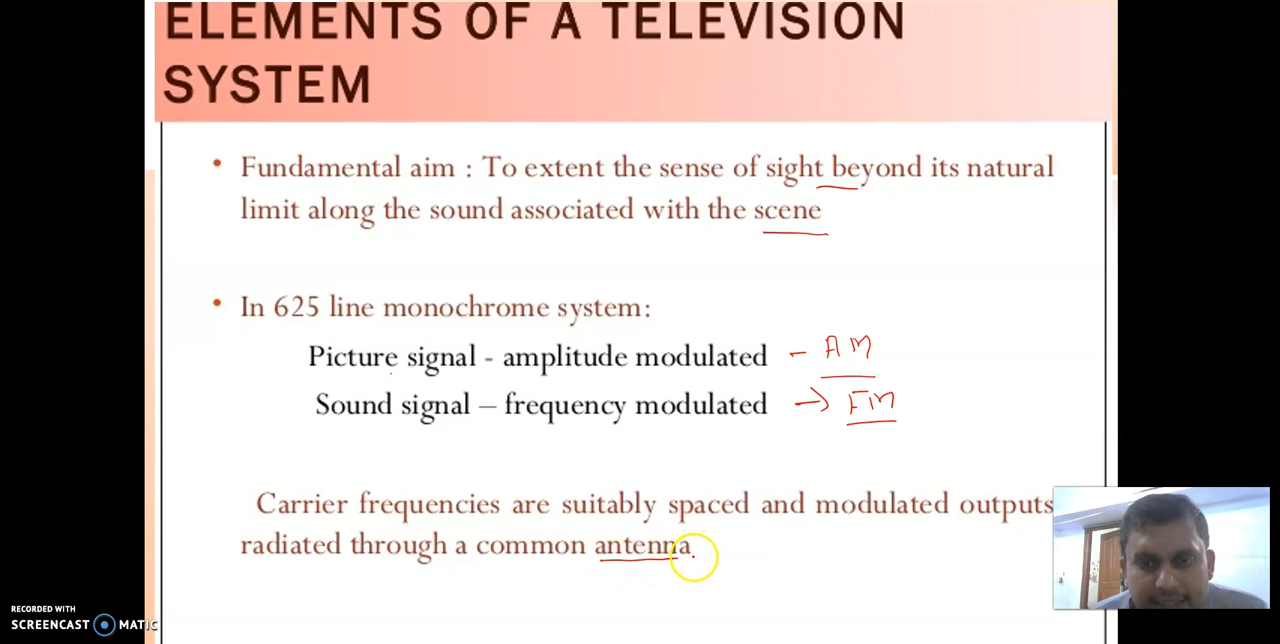 ELEMENTS OF A TELEVISION
SYSTEM
• Fundamental aim : To extent the sense of sight beyond its natural
limit along the sound associated with the scene
• In 625 line monochrome system:
Picture signal - amplitude modulated - AM
Sound signal – frequency modulated → FM
Carrier frequencies are suitably spaced and modulated outputs
radiated through a common antenna.
RECORDED WITH
SCREENCAST MATIC